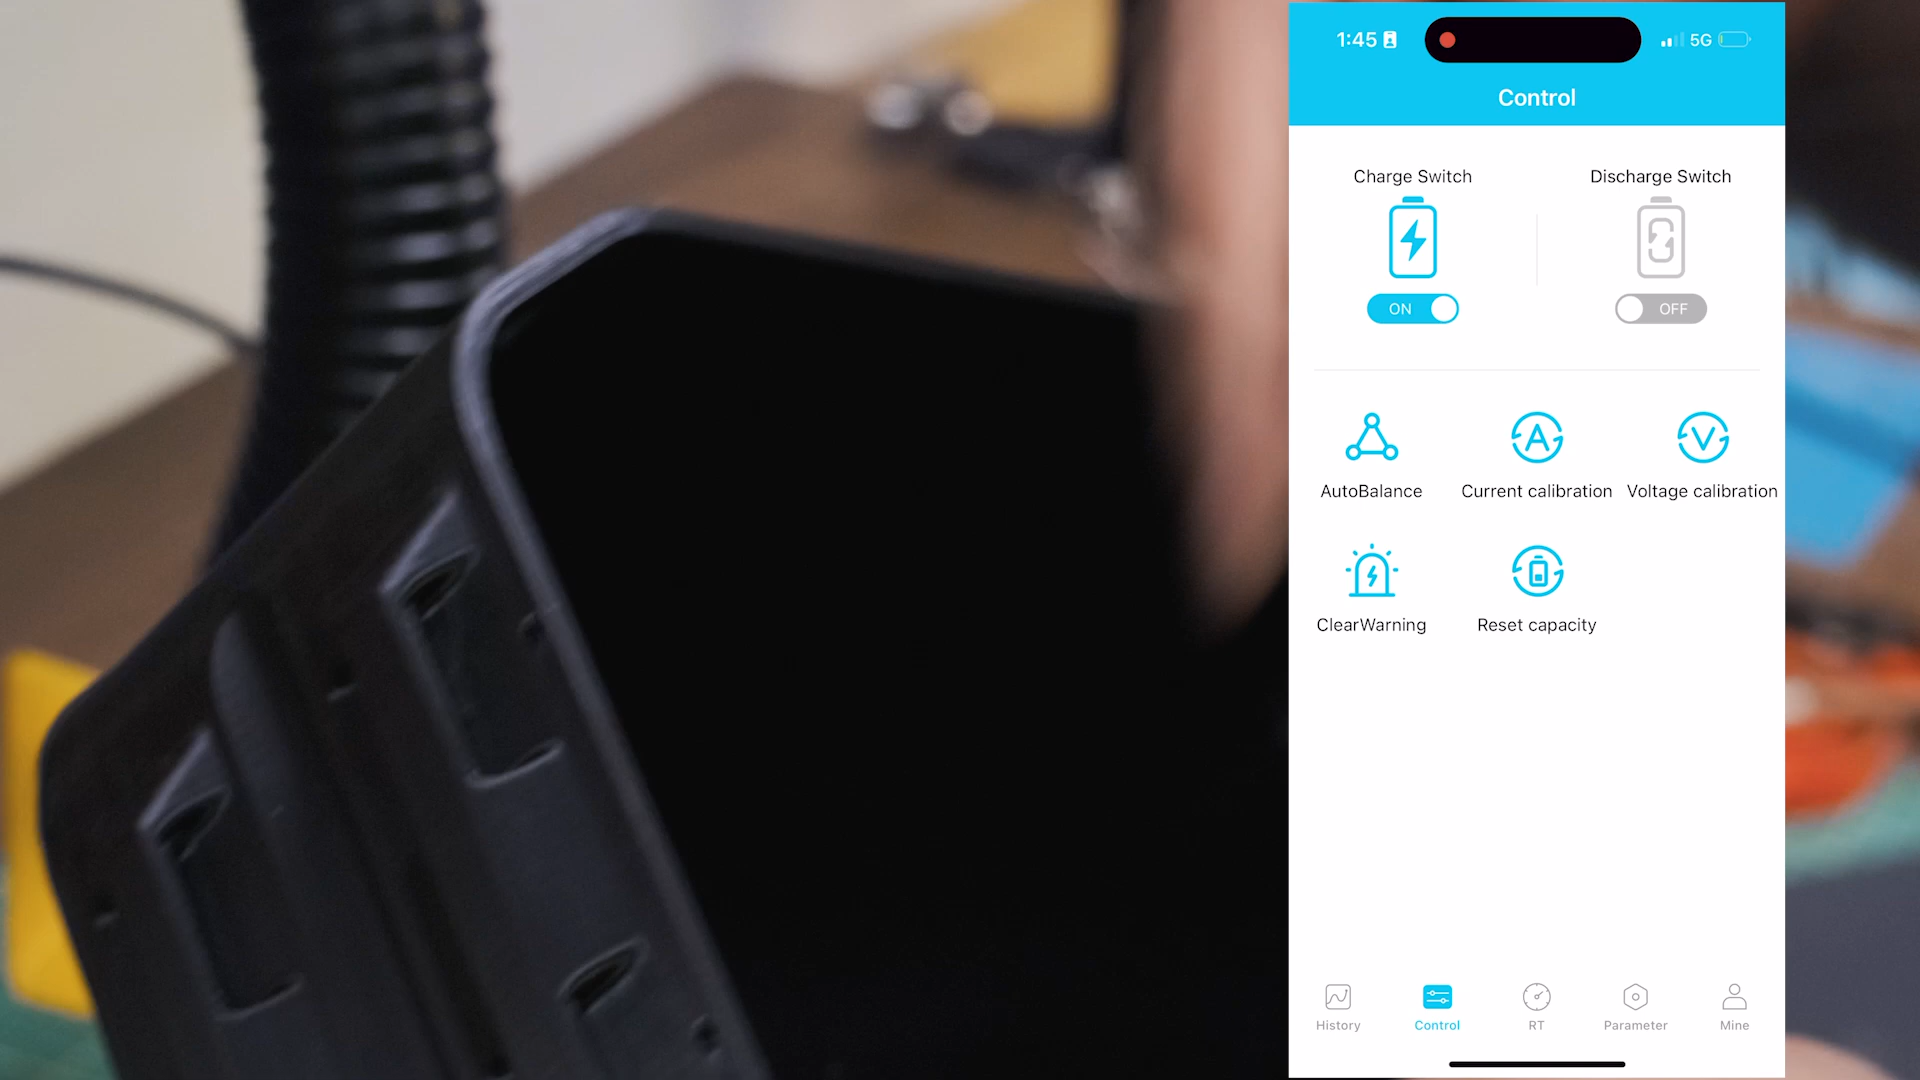 1:45
5G
Control
Charge Switch
Discharge Switch
ON
OFF
AutoBalance
Current calibration
Voltage calibration
ClearWarning
Reset capacity
History
Control
RT
Parameter
Mine